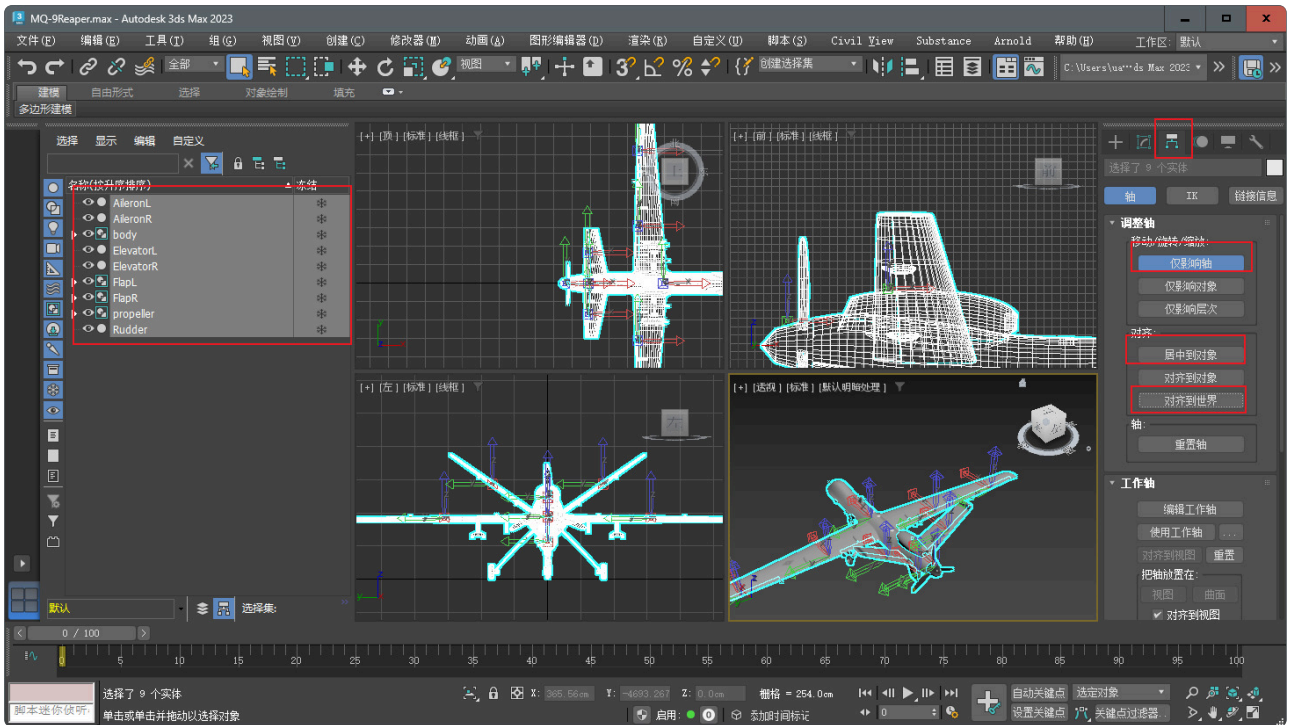 MQ-9Reaper.max - Autodesk 3ds Max 2023
文件(F) 编辑(E) 工具(T) 组(G) 视图(V) 创建(C) 修改器(M) 动画(A) 图形编辑器(D) 渲染(R) 自定义(U) 脚本(S) Civil View Substance Arnold 帮助(H) 工作区: 默认
全部 视图 创建选择集
建模 自由形式 选择 对象绘制 填充
多边形建模
选择 显示 编辑 自定义
名称(按升序排序) 冻结
AileronL
AileronR
body
ElevatorL
ElevatorR
FlapL
FlapR
propeller
Rudder
默认 选择集:
[+] [顶] [标准] [线框]
上
[+] [前] [标准] [线框]
前
[+] [左] [标准] [线框]
左
[+] [透视] [标准] [默认明暗处理]
选择了 9 个实体
轴 IK 链接信息
调整轴
移动/旋转/缩放:
仅影响轴
仅影响对象
仅影响层次
对齐:
居中到对象
对齐到对象
对齐到世界
轴:
重置轴
工作轴
编辑工作轴
使用工作轴 ...
对齐到视图 重置
把轴放置在:
视图 曲面
对齐到视图
0 / 100
0 5 10 15 20 25 30 35 40 45 50 55 60 65 70 75 80 85 90 95 100
选择了 9 个实体 X: 365.56cm Y: -4693.267 Z: 0.0cm 栅格 = 254.0cm 自动关键点 选定对象
脚本迷你侦听 单击或单击并拖动以选择对象 启用: 0 添加时间标记 0 设置关键点 关键点过滤器...